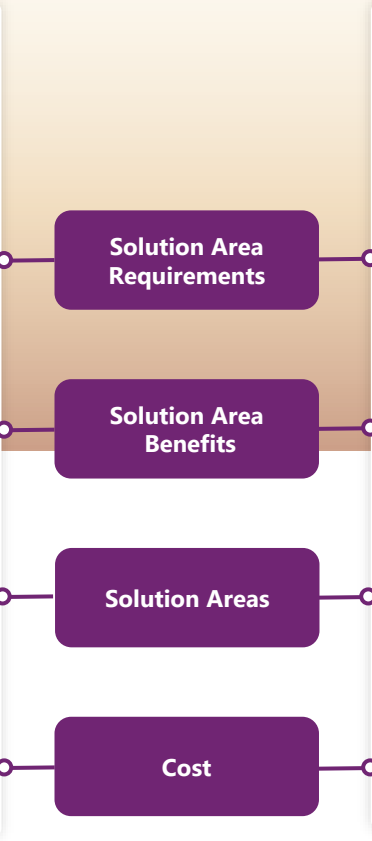 Solution Area
Requirements
Solution Area
Benefits
Solution Areas
Cost